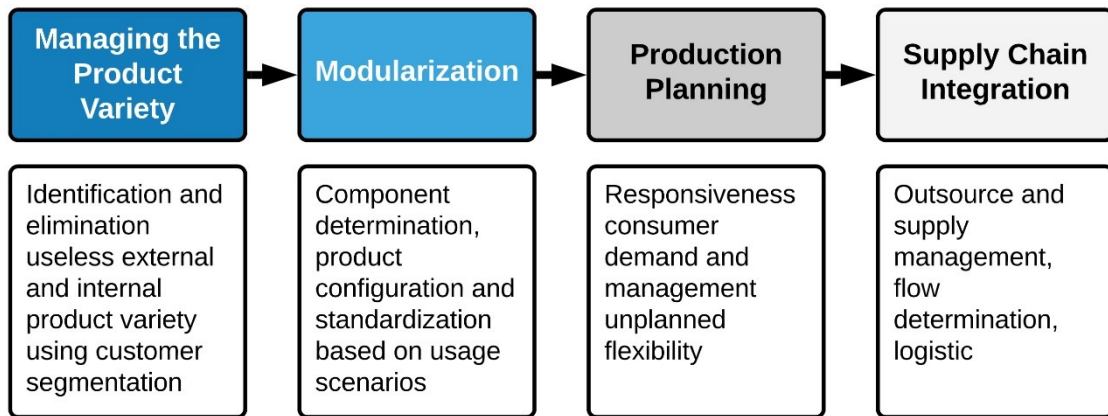 Managing the
Product
Variety
Modularization
Production
Planning
Supply Chain
Integration
Identification and
elimination
useless external
and internal
product variety
using customer
segmentation
Component
determination,
product
configuration and
standardization
based on usage
scenarios
Responsiveness
consumer
demand and
management
unplanned
flexibility
Outsource and
supply
management,
flow
determination,
logistic